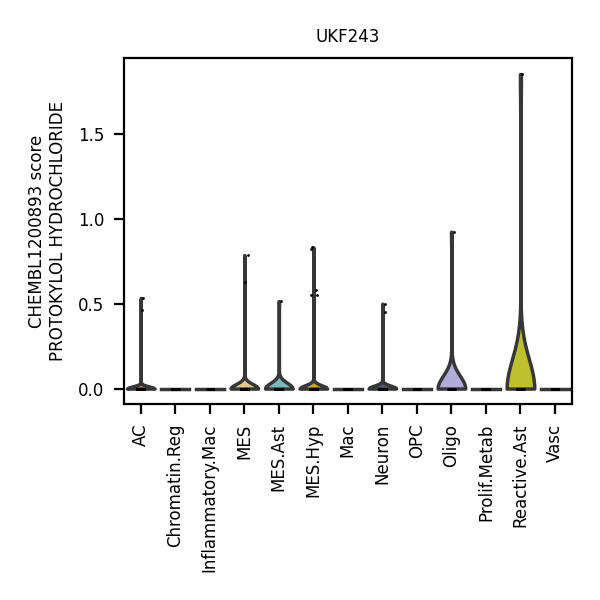 UKF243
CHEMBL1200893 score
PROTOKYLOL HYDROCHLORIDE
1.5
1.0
0.5
0.0
AC
Chromatin.Reg
Inflammatory.Mac
MES
MES.Ast
MES.Hyp
Mac
Neuron
OPC
Oligo
Prolif.Metab
Reactive.Ast
Vasc